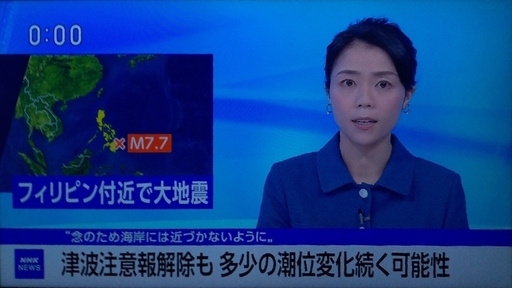 0:00
M7.7
フィリピン付近で大地震
"念のため海岸には近づかないように„
NHK
NEWS
津波注意報解除も 多少の潮位変化続く可能性